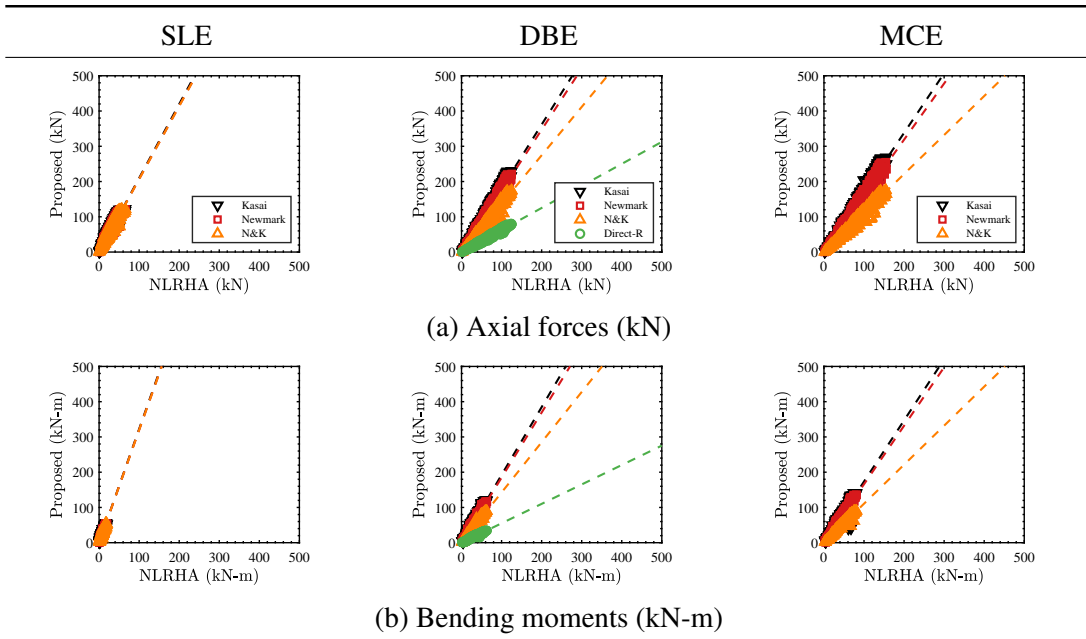 SLE DBE MCE
500
400
300
200
100
0
0 100 200 300 400 500
Proposed (kN)
NLRHA (kN)
Kasai
Newmark
N&K
500
400
300
200
100
0
0 100 200 300 400 500
Proposed (kN)
NLRHA (kN)
Kasai
Newmark
N&K
Direct-R
500
400
300
200
100
0
0 100 200 300 400 500
Proposed (kN)
NLRHA (kN)
Kasai
Newmark
N&K
(a) Axial forces (kN)
500
400
300
200
100
0
0 100 200 300 400 500
Proposed (kN-m)
NLRHA (kN-m)
500
400
300
200
100
0
0 100 200 300 400 500
Proposed (kN-m)
NLRHA (kN-m)
500
400
300
200
100
0
0 100 200 300 400 500
Proposed (kN-m)
NLRHA (kN-m)
(b) Bending moments (kN-m)